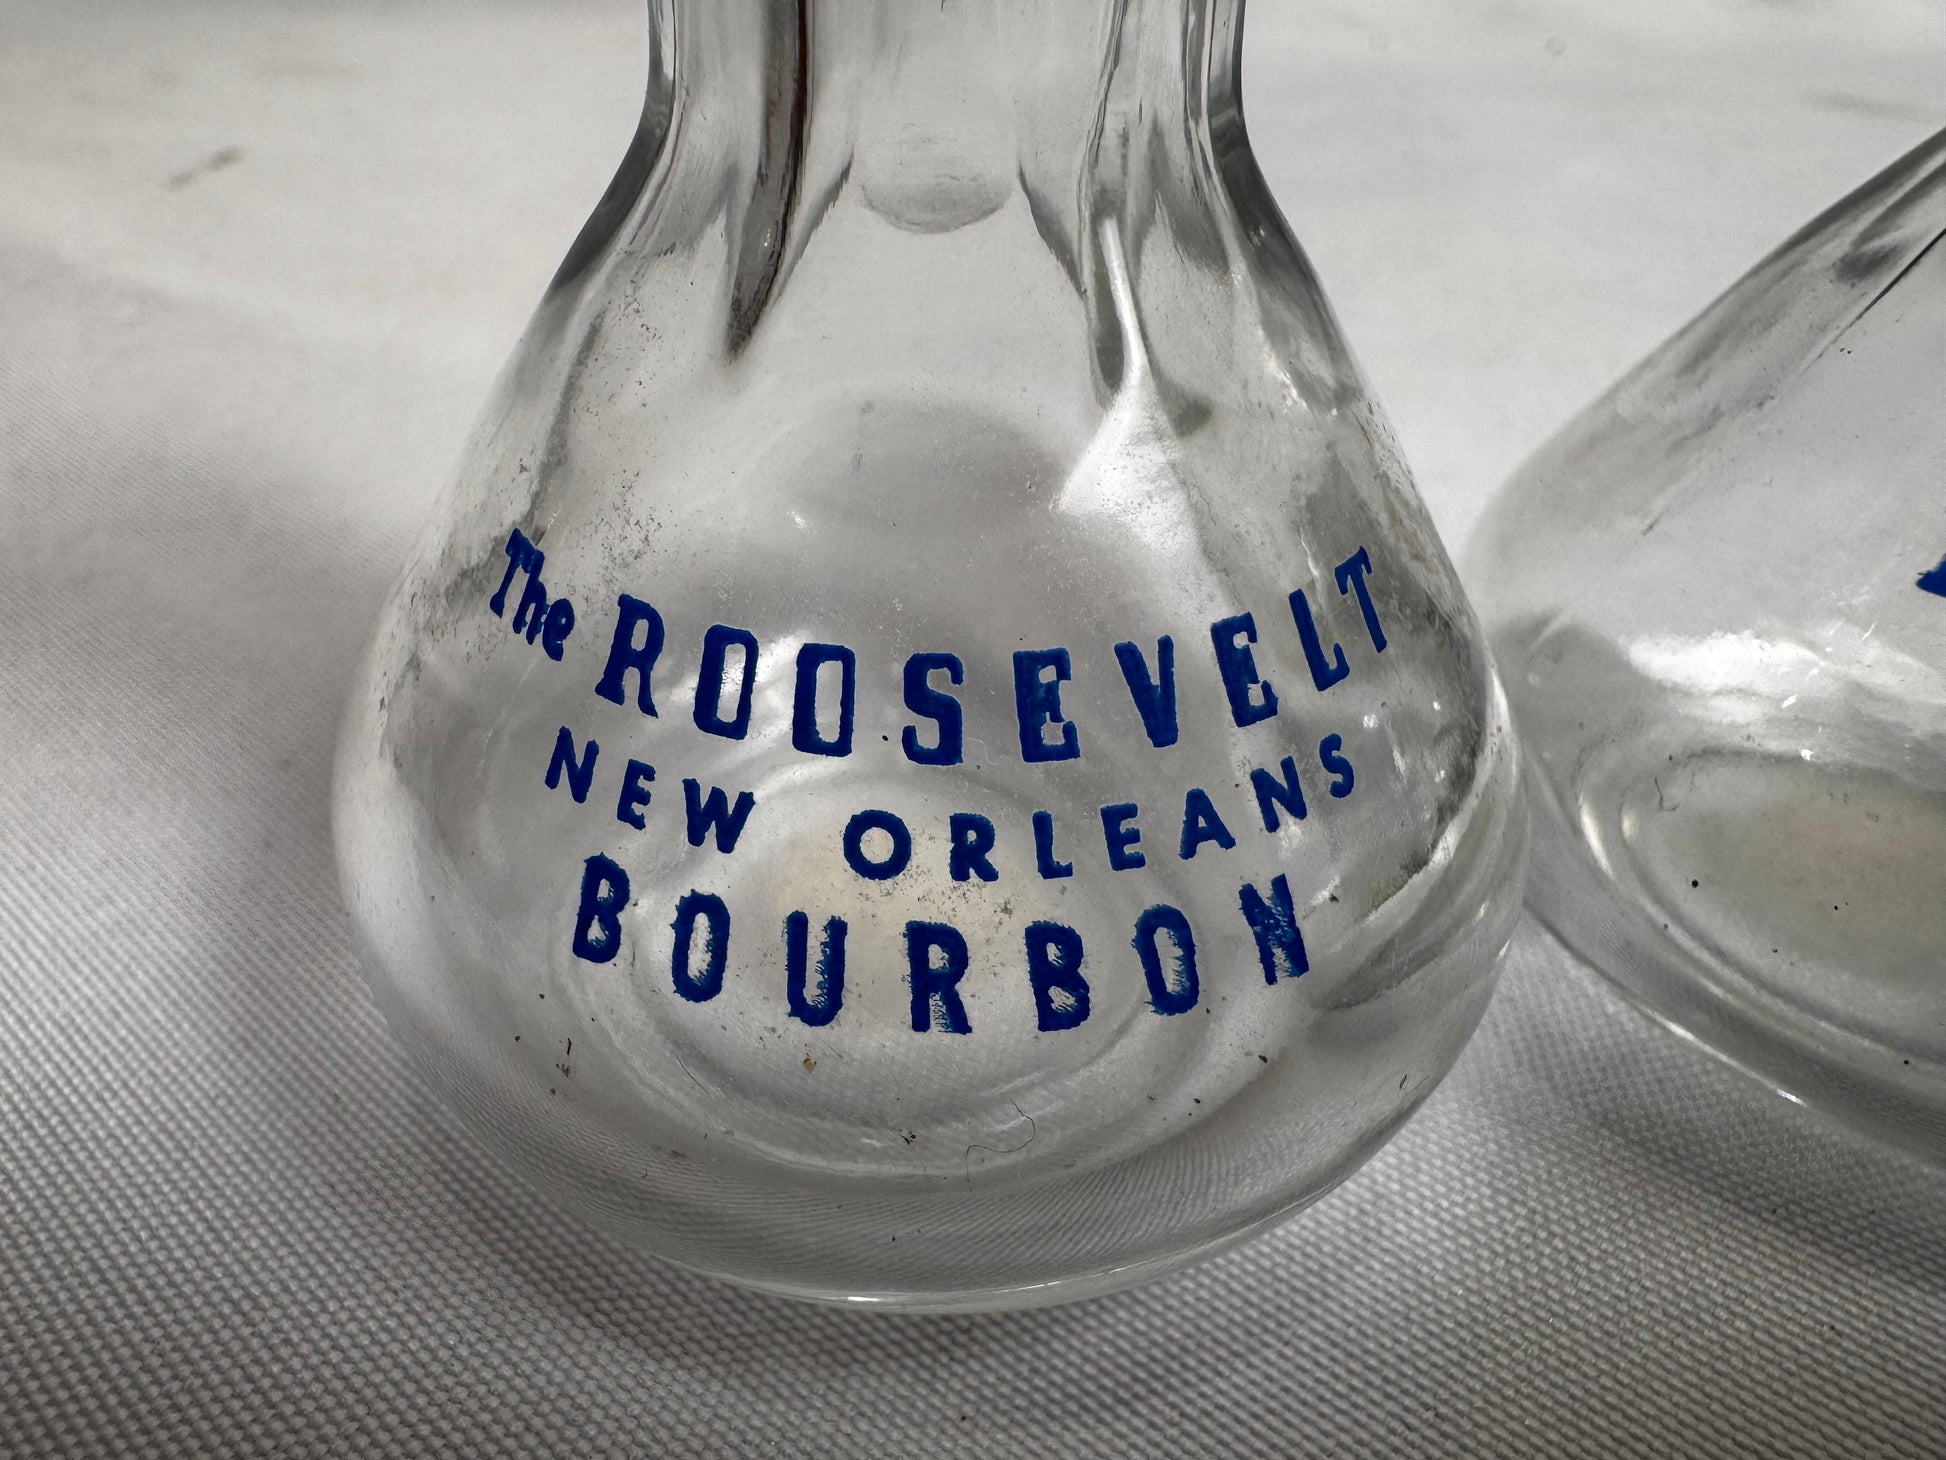 The ROOSEVELT
NEW ORLEANS
BOURBON